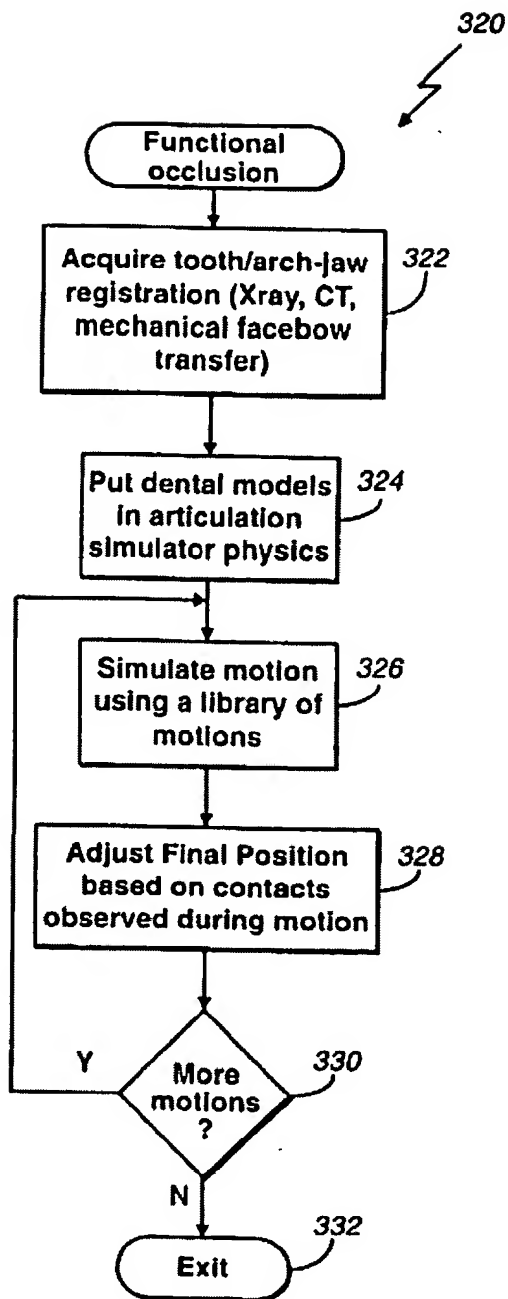 320
Functional
occlusion
Acquire tooth/arch-jaw
registration (Xray, CT,
mechanical facebow
transfer)
322
Put dental models
in articulation
simulator physics
324
Simulate motion
using a library of
motions
326
Adjust Final Position
based on contacts
observed during motion
328
Y
More
motions
?
330
N
Exit
332